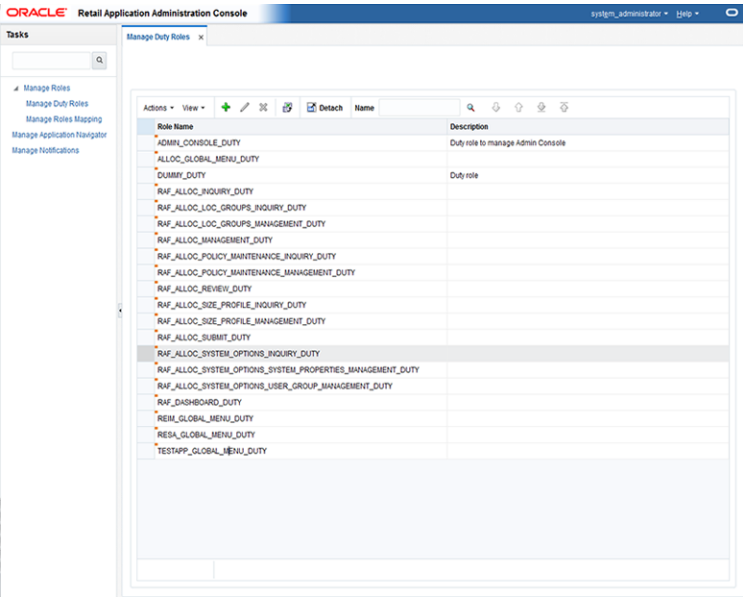 ORACLE® Retail Application Administration Console
system_administrator Help
Tasks
Manage Duty Roles x
Manage Roles
Manage Duty Roles
Manage Roles Mapping
Manage Application Navigator
Manage Notifications
Actions View Detach Name
Role Name Description
ADMIN_CONSOLE_DUTY Duty role to manage Admin Console
ALLOC_GLOBAL_MENU_DUTY
DUMMY_DUTY Duty role
RAF_ALLOC_INQUIRY_DUTY
RAF_ALLOC_LOC_GROUPS_INQUIRY_DUTY
RAF_ALLOC_LOC_GROUPS_MANAGEMENT_DUTY
RAF_ALLOC_MANAGEMENT_DUTY
RAF_ALLOC_POLICY_MAINTENANCE_INQUIRY_DUTY
RAF_ALLOC_POLICY_MAINTENANCE_MANAGEMENT_DUTY
RAF_ALLOC_REVIEW_DUTY
RAF_ALLOC_SIZE_PROFILE_INQUIRY_DUTY
RAF_ALLOC_SIZE_PROFILE_MANAGEMENT_DUTY
RAF_ALLOC_SUBMIT_DUTY
RAF_ALLOC_SYSTEM_OPTIONS_INQUIRY_DUTY
RAF_ALLOC_SYSTEM_OPTIONS_SYSTEM_PROPERTIES_MANAGEMENT_DUTY
RAF_ALLOC_SYSTEM_OPTIONS_USER_GROUP_MANAGEMENT_DUTY
RAF_DASHBOARD_DUTY
REIM_GLOBAL_MENU_DUTY
RESA_GLOBAL_MENU_DUTY
TESTAPP_GLOBAL_MENU_DUTY